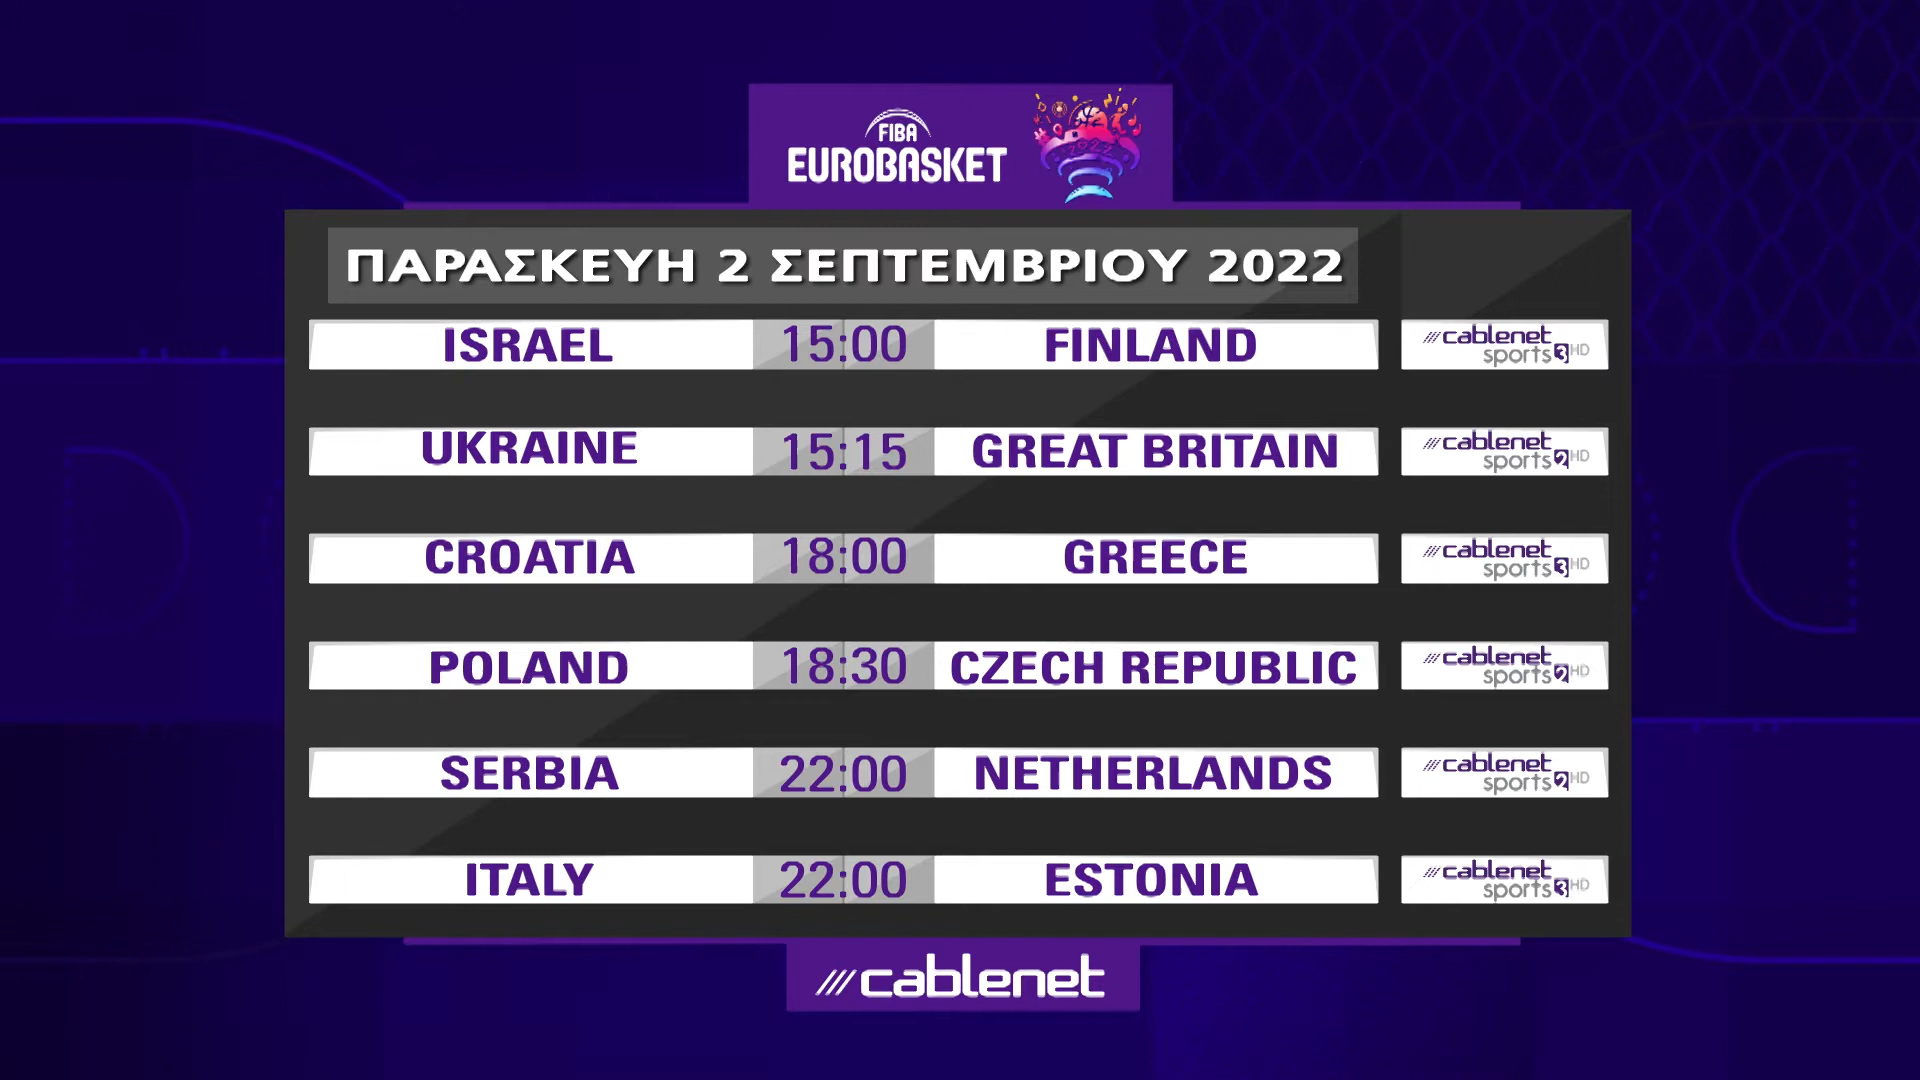 FIBA
EUROBASKET
2022
ΠΑΡΑΣΚΕΥΗ 2 ΣΕΠΤΕΜΒΡΙΟΥ 2022
ISRAEL 15:00 FINLAND cablenet sports 3 HD
UKRAINE 15:15 GREAT BRITAIN cablenet sports 2 HD
CROATIA 18:00 GREECE cablenet sports 3 HD
POLAND 18:30 CZECH REPUBLIC cablenet sports 2 HD
SERBIA 22:00 NETHERLANDS cablenet sports 2 HD
ITALY 22:00 ESTONIA cablenet sports 3 HD
cablenet